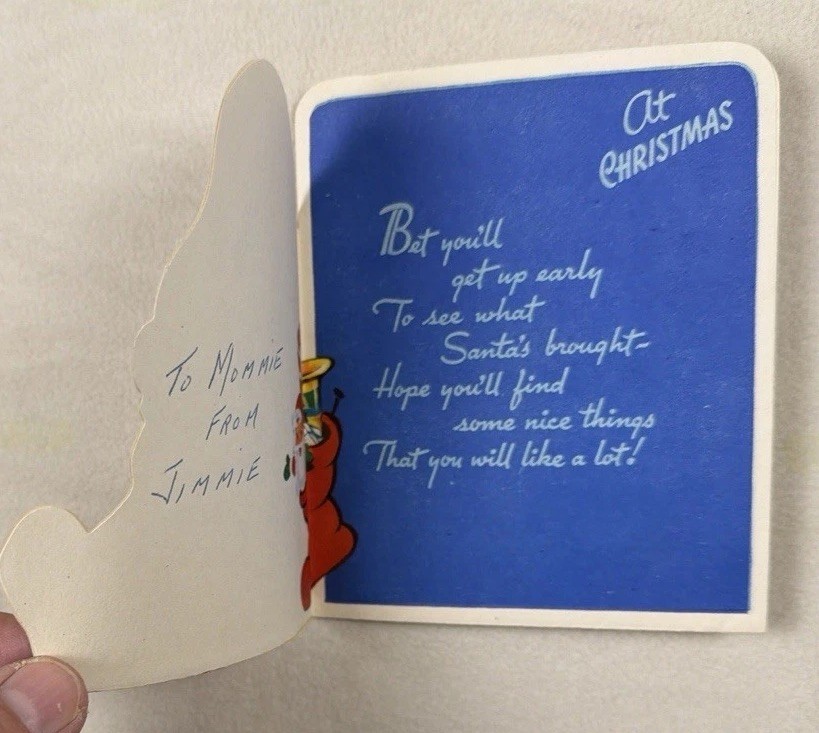 To Mommie
From
Jimmie
At
Christmas
Bet you'll
get up early
To see what
Santa's brought-
Hope you'll find
some nice things
That you will like a lot!